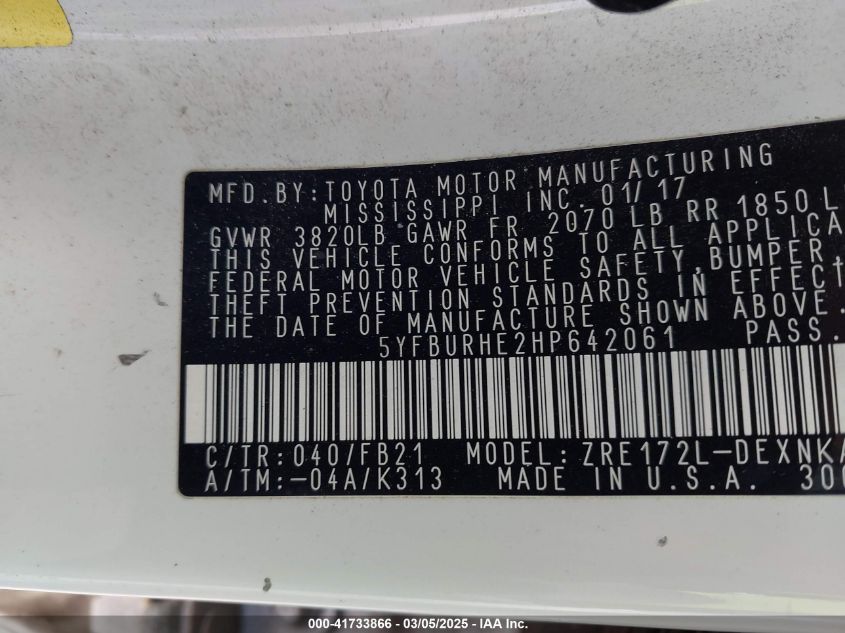 MFD.BY:TOYOTA MOTOR MANUFACTURING
MISSISSIPPI INC. 01/17
GVWR 3820LB GAWR FR 2070 LB RR 1850 L
THIS VEHICLE CONFORMS TO ALL APPLICA
FEDERAL MOTOR VEHICLE SAFETY,BUMPER,
THEFT PREVENTION STANDARDS IN EFFECT
THE DATE OF MANUFACTURE SHOWN ABOVE.
5YFBURHE2HP642061 PASS.
C/TR:040/FB21 MODEL:ZRE172L-DEXNKA
A/TM:-04A/K313 MADE IN U.S.A. 300
000-41733866 - 03/05/2025 - IAA Inc.